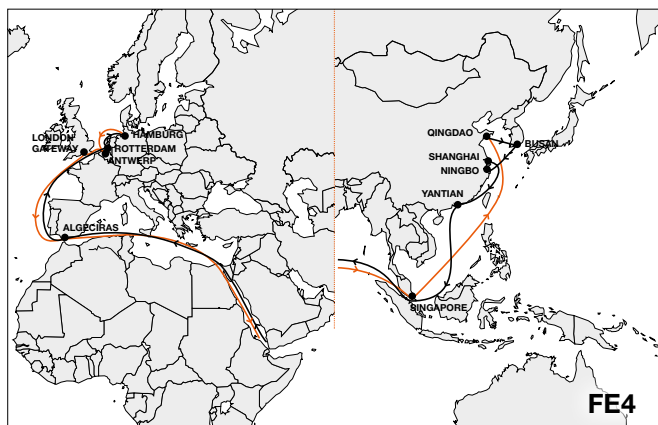 LONDON
GATEWAY
HAMBURG
ROTTERDAM
ANTWERP
ALGECIRAS
QINGDAO
BUSAN
SHANGHAI
NINGBO
YANTIAN
SINGAPORE
FE4